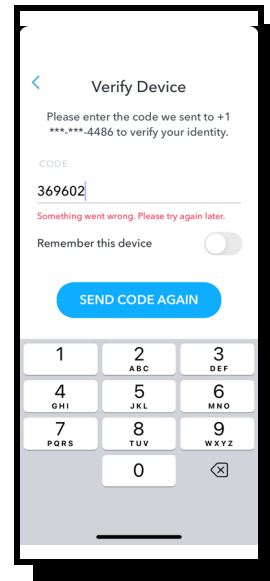 Verify Device
Please enter the code we sent to +1
***-***-4486 to verify your identity.
CODE
369602
Something went wrong. Please try again later.
Remember this device
SEND CODE AGAIN
1 2 3
ABC DEF
4 5 6
GHI JKL MNO
7 8 9
PQRS TUV WXYZ
0